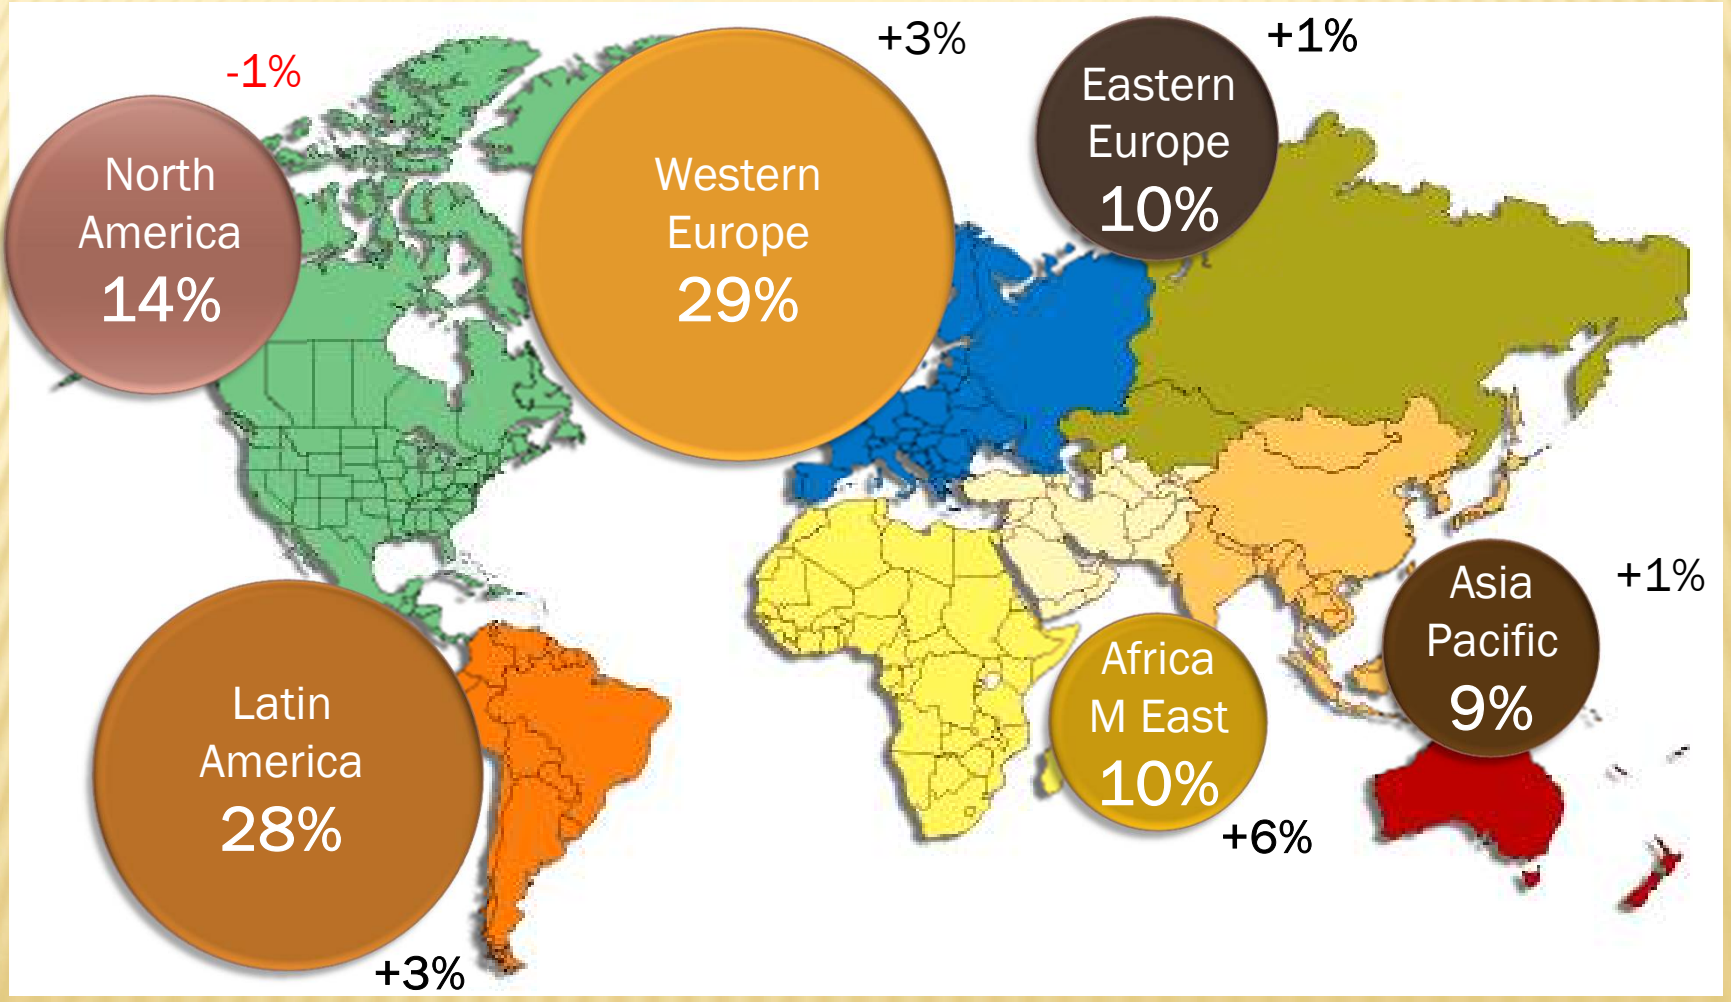 -1%
North
America
14%
+3%
Western
Europe
29%
+1%
Eastern
Europe
10%
Latin
America
28%
+3%
Africa
M East
10%
+6%
+1%
Asia
Pacific
9%